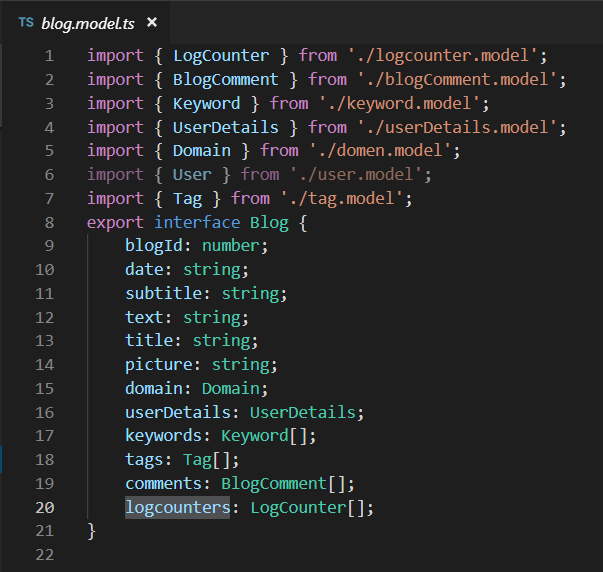 TS blog.model.ts ×
1 import { LogCounter } from './logcounter.model';
2 import { BlogComment } from './blogComment.model';
3 import { Keyword } from './keyword.model';
4 import { UserDetails } from './userDetails.model';
5 import { Domain } from './domen.model';
6 import { User } from './user.model';
7 import { Tag } from './tag.model';
8 export interface Blog {
9     blogId: number;
10     date: string;
11     subtitle: string;
12     text: string;
13     title: string;
14     picture: string;
15     domain: Domain;
16     userDetails: UserDetails;
17     keywords: Keyword[];
18     tags: Tag[];
19     comments: BlogComment[];
20     logcounters: LogCounter[];
21 }
22